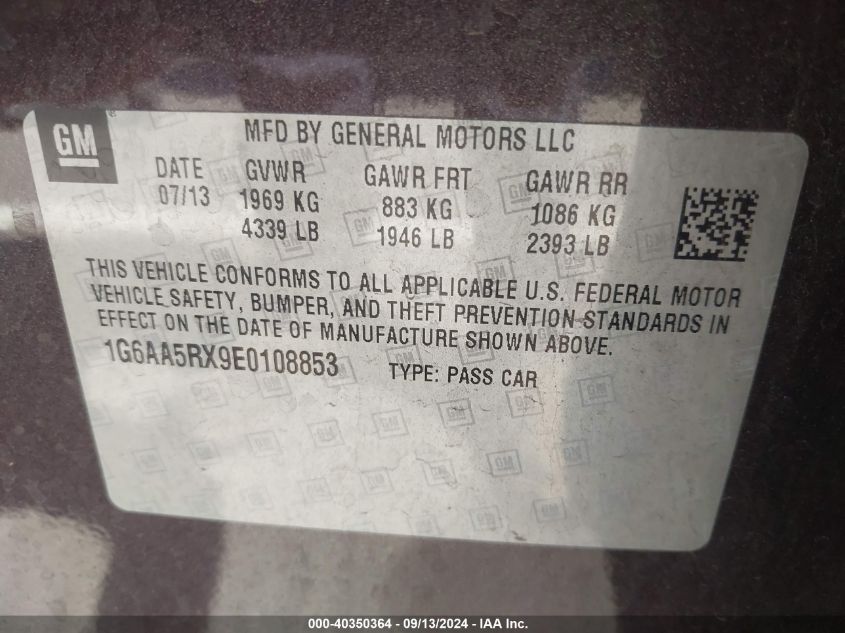 GM
MFD BY GENERAL MOTORS LLC
DATE GVWR GAWR FRT GAWR RR
07/13 1969 KG 883 KG 1086 KG
4339 LB 1946 LB 2393 LB
THIS VEHICLE CONFORMS TO ALL APPLICABLE U.S. FEDERAL MOTOR
VEHICLE SAFETY, BUMPER, AND THEFT PREVENTION STANDARDS IN
EFFECT ON THE DATE OF MANUFACTURE SHOWN ABOVE.
1G6AA5RX9E0108853 TYPE: PASS CAR
000-40350364 - 09/13/2024 - IAA Inc.